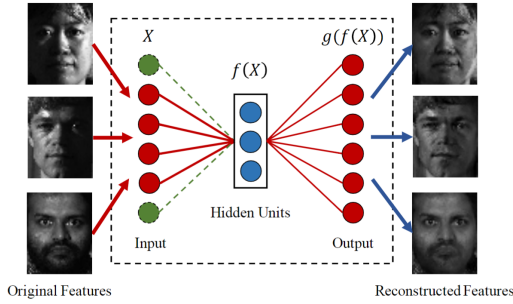 X
f(X)
g(f(X))
Hidden Units
Input
Output
Original Features
Reconstructed Features